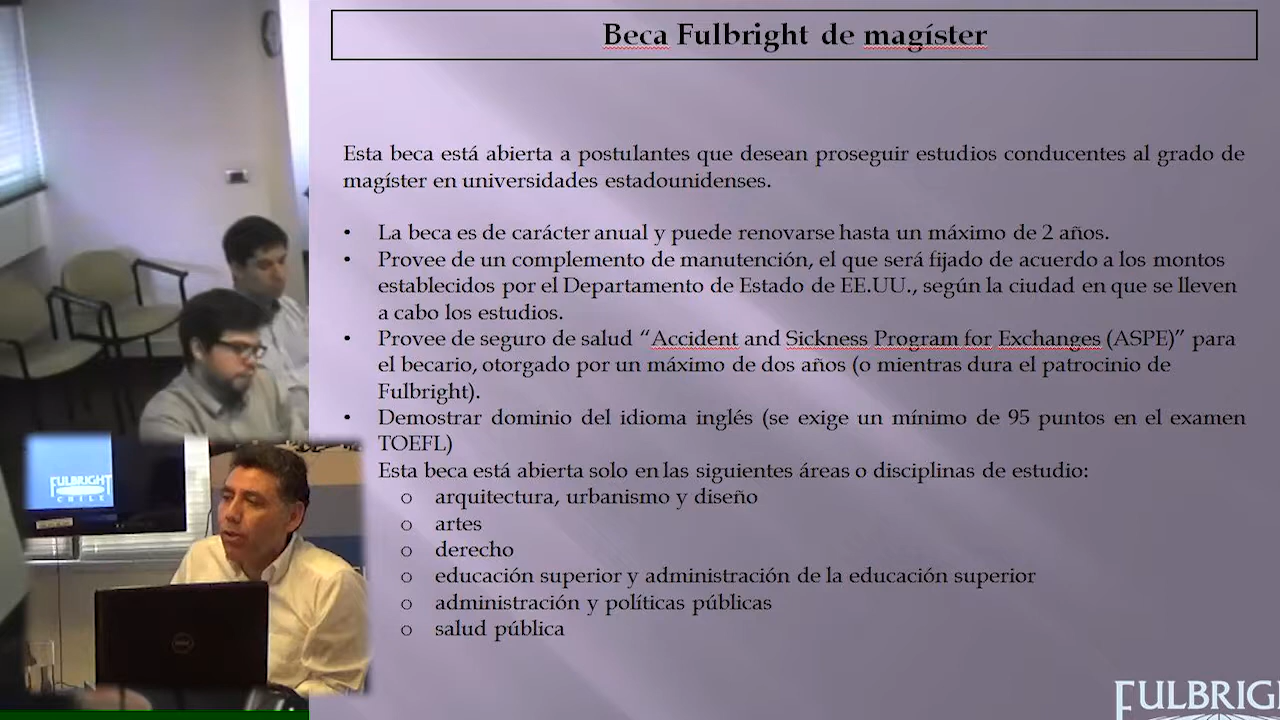 Beca Fulbright de magíster
Esta beca está abierta a postulantes que desean proseguir estudios conducentes al grado de
magíster en universidades estadounidenses.
• La beca es de carácter anual y puede renovarse hasta un máximo de 2 años.
• Provee de un complemento de manutención, el que será fijado de acuerdo a los montos
establecidos por el Departamento de Estado de EE.UU., según la ciudad en que se lleven
a cabo los estudios.
• Provee de seguro de salud “Accident and Sickness Program for Exchanges (ASPE)” para
el becario, otorgado por un máximo de dos años (o mientras dura el patrocinio de
Fulbright).
• Demostrar dominio del idioma inglés (se exige un mínimo de 95 puntos en el examen
TOEFL)
Esta beca está abierta solo en las siguientes áreas o disciplinas de estudio:
o arquitectura, urbanismo y diseño
o artes
o derecho
o educación superior y administración de la educación superior
o administración y políticas públicas
o salud pública
FULBRIGHT
CHILE
DELL
FULBRIG